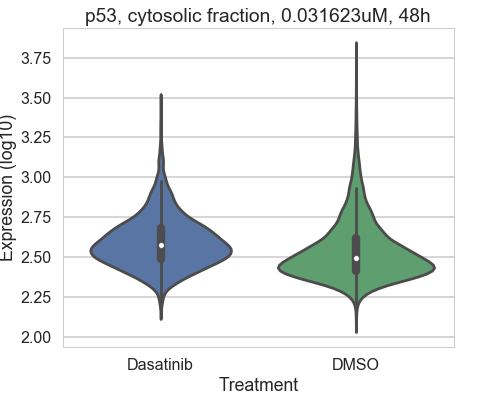 p53, cytosolic fraction, 0.031623uM, 48h
Expression (log10)
3.75
3.50
3.25
3.00
2.75
2.50
2.25
2.00
Dasatinib
DMSO
Treatment